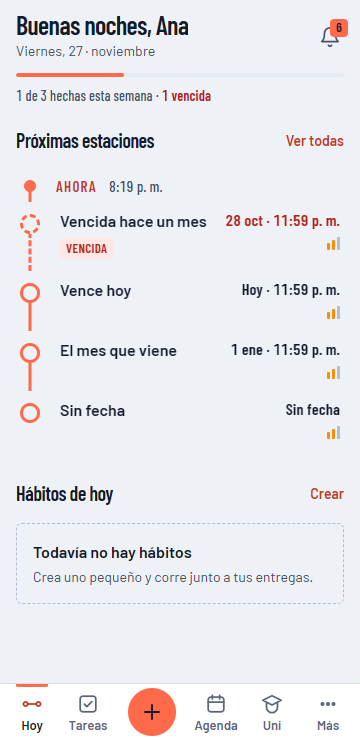 Buenas noches, Ana
6
Viernes, 27 · noviembre
1 de 3 hechas esta semana · 1 vencida
Próximas estaciones
Ver todas
AHORA 8:19 p. m.
Vencida hace un mes 28 oct · 11:59 p. m.
VENCIDA
Vence hoy Hoy · 11:59 p. m.
El mes que viene 1 ene · 11:59 p. m.
Sin fecha Sin fecha
Hábitos de hoy
Crear
Todavía no hay hábitos
Crea uno pequeño y corre junto a tus entregas.
Hoy Tareas Agenda Uni Más